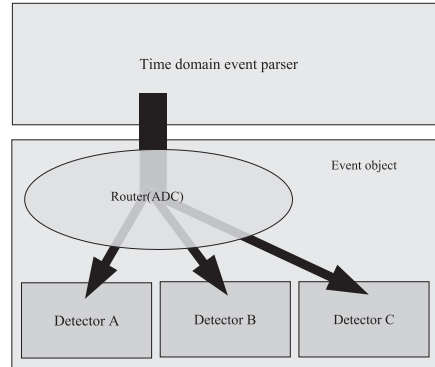 Time domain event parser
Event object
Router(ADC)
Detector A
Detector B
Detector C